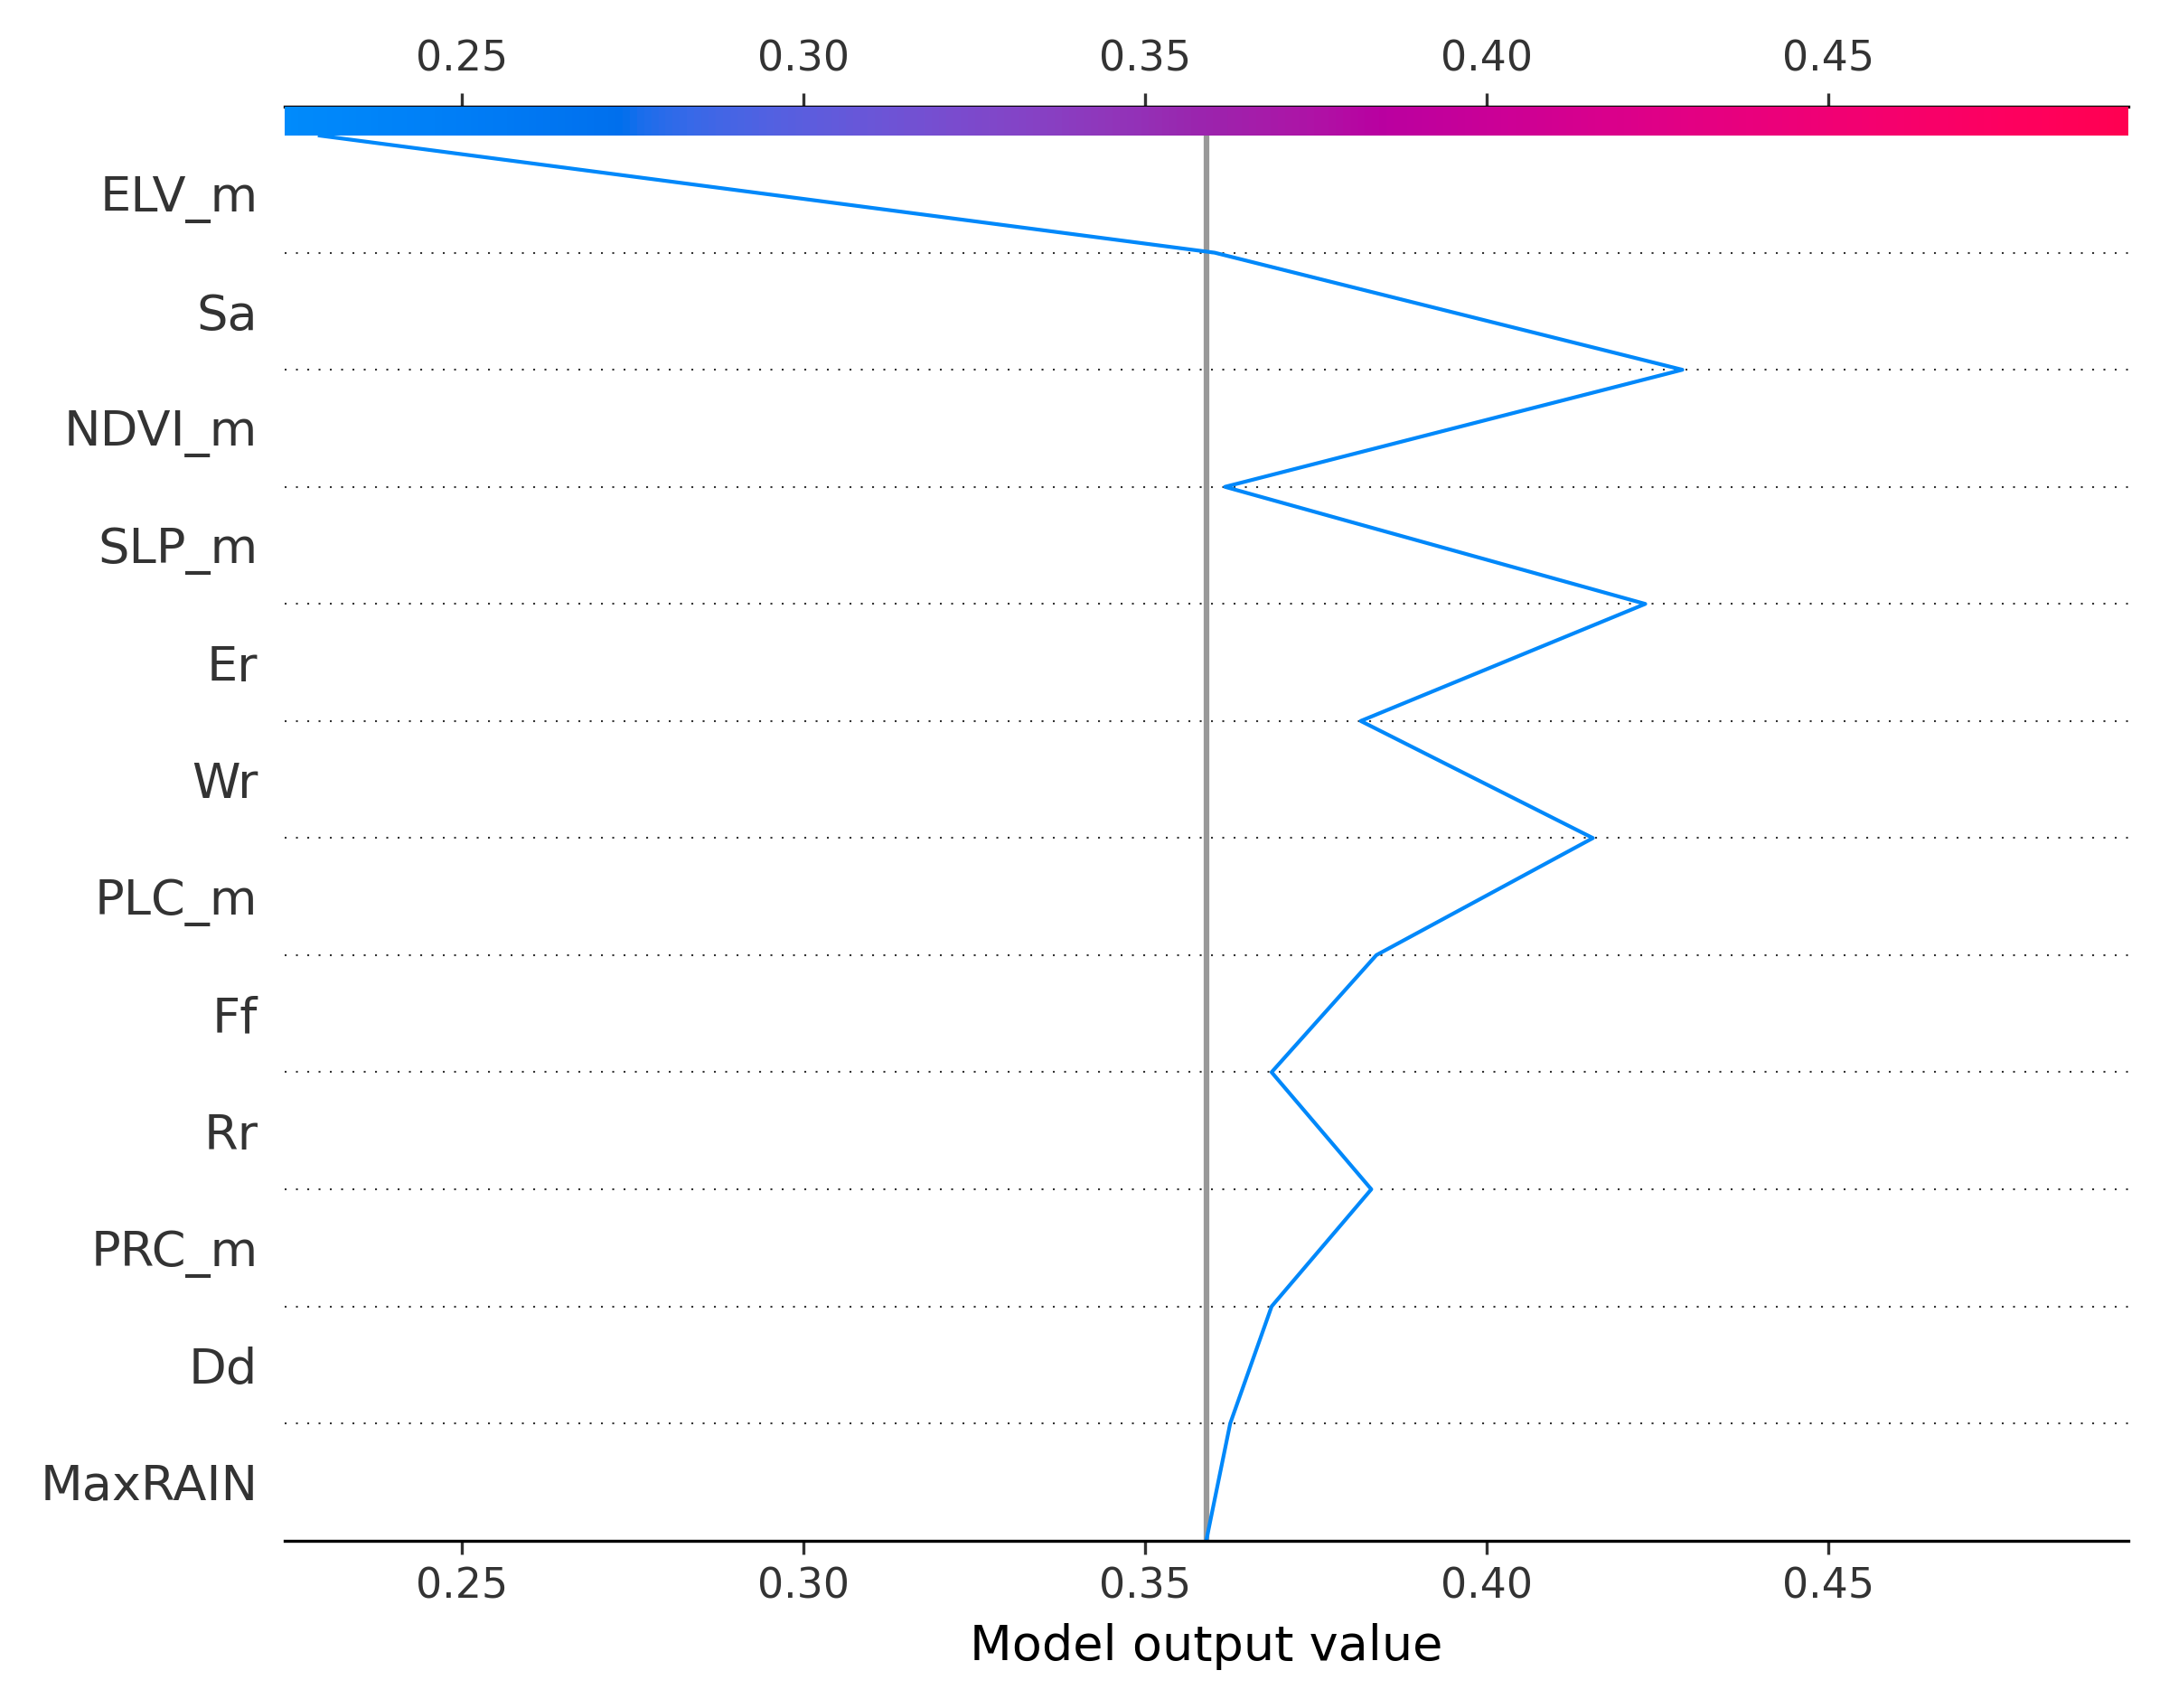 0.25 0.30 0.35 0.40 0.45
ELV_m
Sa
NDVI_m
SLP_m
Er
Wr
PLC_m
Ff
Rr
PRC_m
Dd
MaxRAIN
0.25 0.30 0.35 0.40 0.45
Model output value